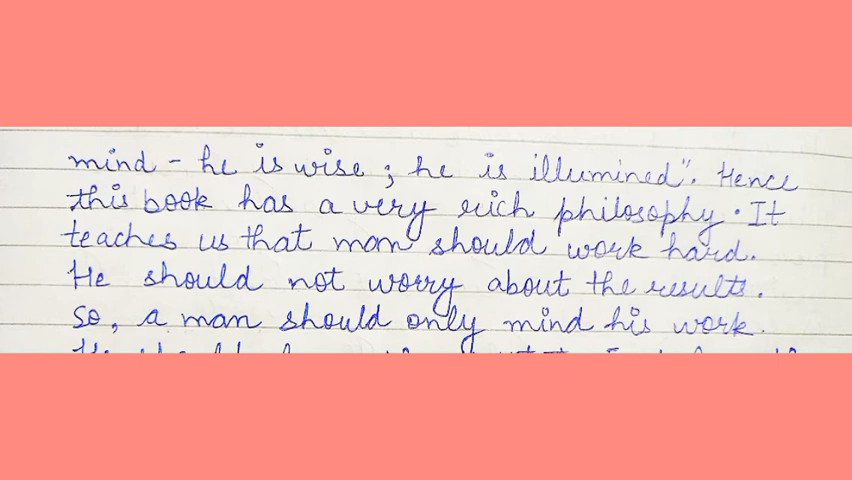 mind - he is wise ; he is illumined". Hence
this book has a very rich philosophy. It
teaches us that man should work hard.
He should not worry about the results.
So, a man should only mind his work.